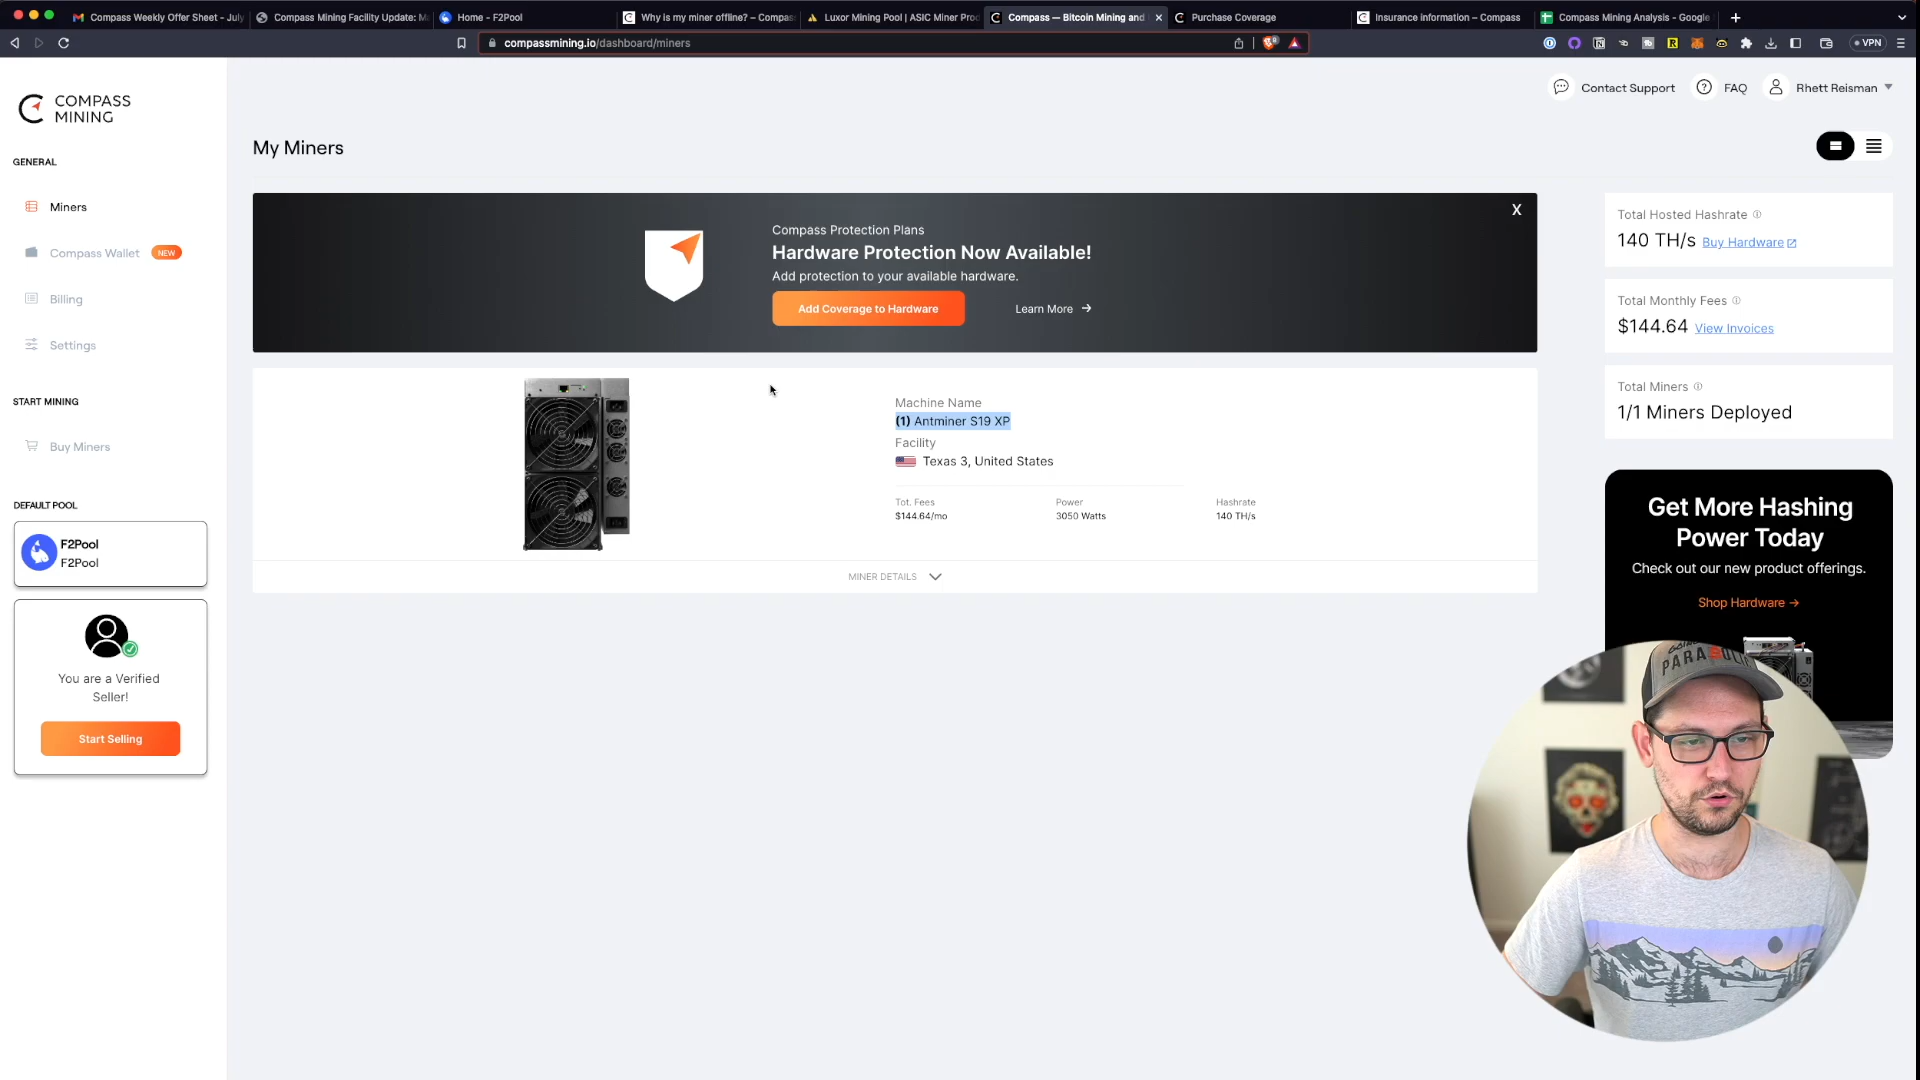 Compass Weekly Offer Sheet - July
Compass Mining Facility Update: M
Home - F2Pool
Why is my miner offline? – Compass
Luxor Mining Pool | ASIC Miner Pro
Compass — Bitcoin Mining and
Purchase Coverage
Insurance information – Compass
Compass Mining Analysis - Google
compassmining.io/dashboard/miners
VPN
COMPASS
MINING
Contact Support
FAQ
Rhett Reisman
GENERAL
Miners
Compass Wallet NEW
Billing
Settings
START MINING
Buy Miners
DEFAULT POOL
F2Pool
F2Pool
You are a Verified
Seller!
Start Selling
My Miners
X
Compass Protection Plans
Hardware Protection Now Available!
Add protection to your available hardware.
Add Coverage to Hardware
Learn More →
Machine Name
(1) Antminer S19 XP
Facility
Texas 3, United States
Tot. Fees Power Hashrate
$144.64/mo 3050 Watts 140 TH/s
MINER DETAILS
Total Hosted Hashrate
140 TH/s Buy Hardware
Total Monthly Fees
$144.64 View Invoices
Total Miners
1/1 Miners Deployed
Get More Hashing
Power Today
Check out our new product offerings.
Shop Hardware →